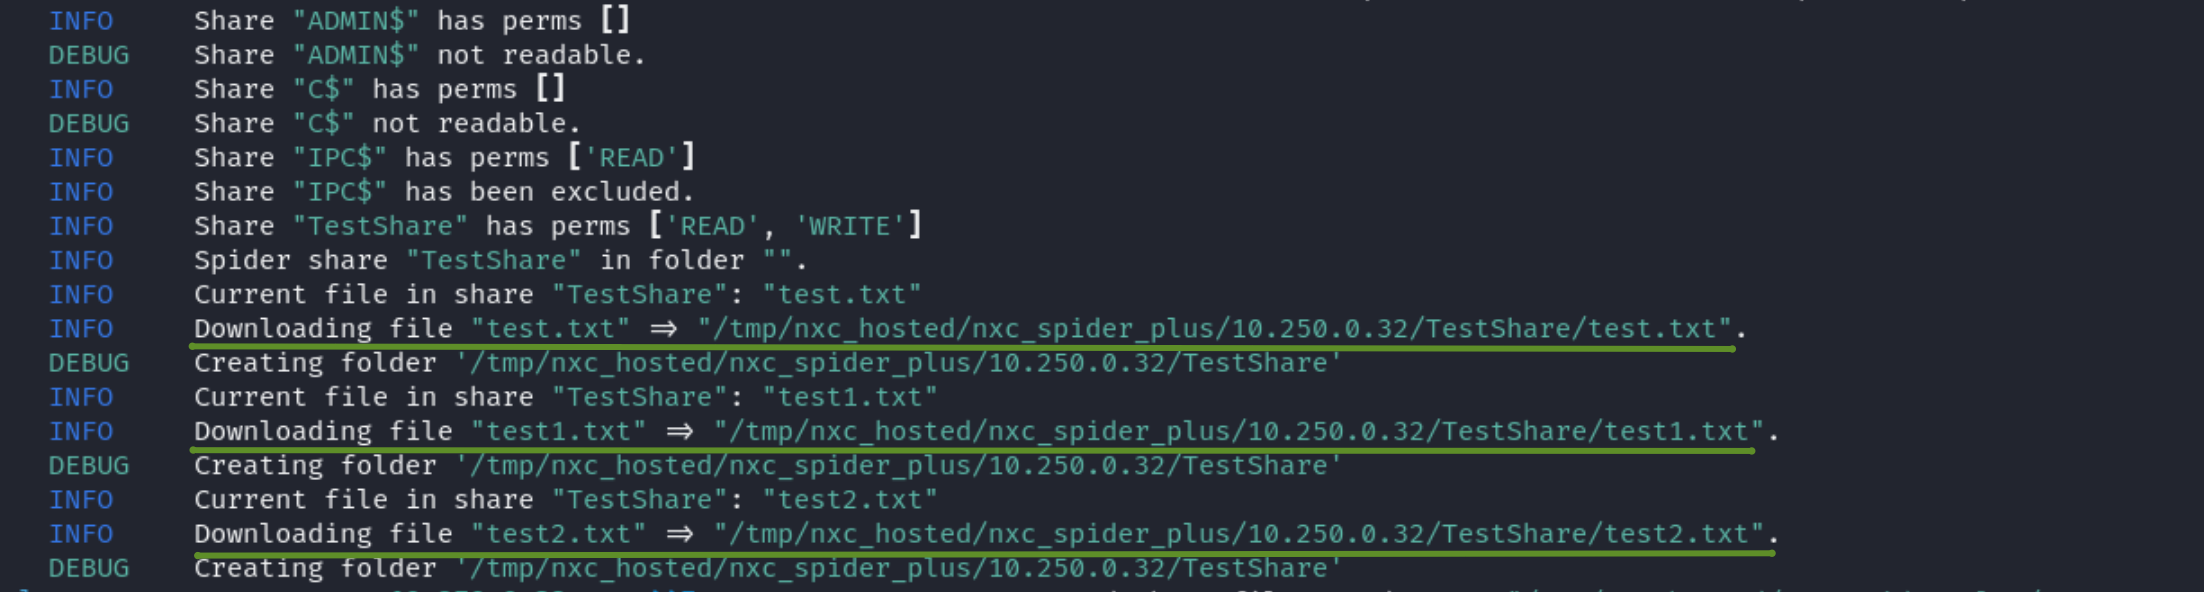 INFO Share "ADMIN$" has perms []
DEBUG Share "ADMIN$" not readable.
INFO Share "C$" has perms []
DEBUG Share "C$" not readable.
INFO Share "IPC$" has perms ['READ']
INFO Share "IPC$" has been excluded.
INFO Share "TestShare" has perms ['READ', 'WRITE']
INFO Spider share "TestShare" in folder "".
INFO Current file in share "TestShare": "test.txt"
INFO Downloading file "test.txt" ⇒ "/tmp/nxc_hosted/nxc_spider_plus/10.250.0.32/TestShare/test.txt".
DEBUG Creating folder '/tmp/nxc_hosted/nxc_spider_plus/10.250.0.32/TestShare'
INFO Current file in share "TestShare": "test1.txt"
INFO Downloading file "test1.txt" ⇒ "/tmp/nxc_hosted/nxc_spider_plus/10.250.0.32/TestShare/test1.txt".
DEBUG Creating folder '/tmp/nxc_hosted/nxc_spider_plus/10.250.0.32/TestShare'
INFO Current file in share "TestShare": "test2.txt"
INFO Downloading file "test2.txt" ⇒ "/tmp/nxc_hosted/nxc_spider_plus/10.250.0.32/TestShare/test2.txt".
DEBUG Creating folder '/tmp/nxc_hosted/nxc_spider_plus/10.250.0.32/TestShare'